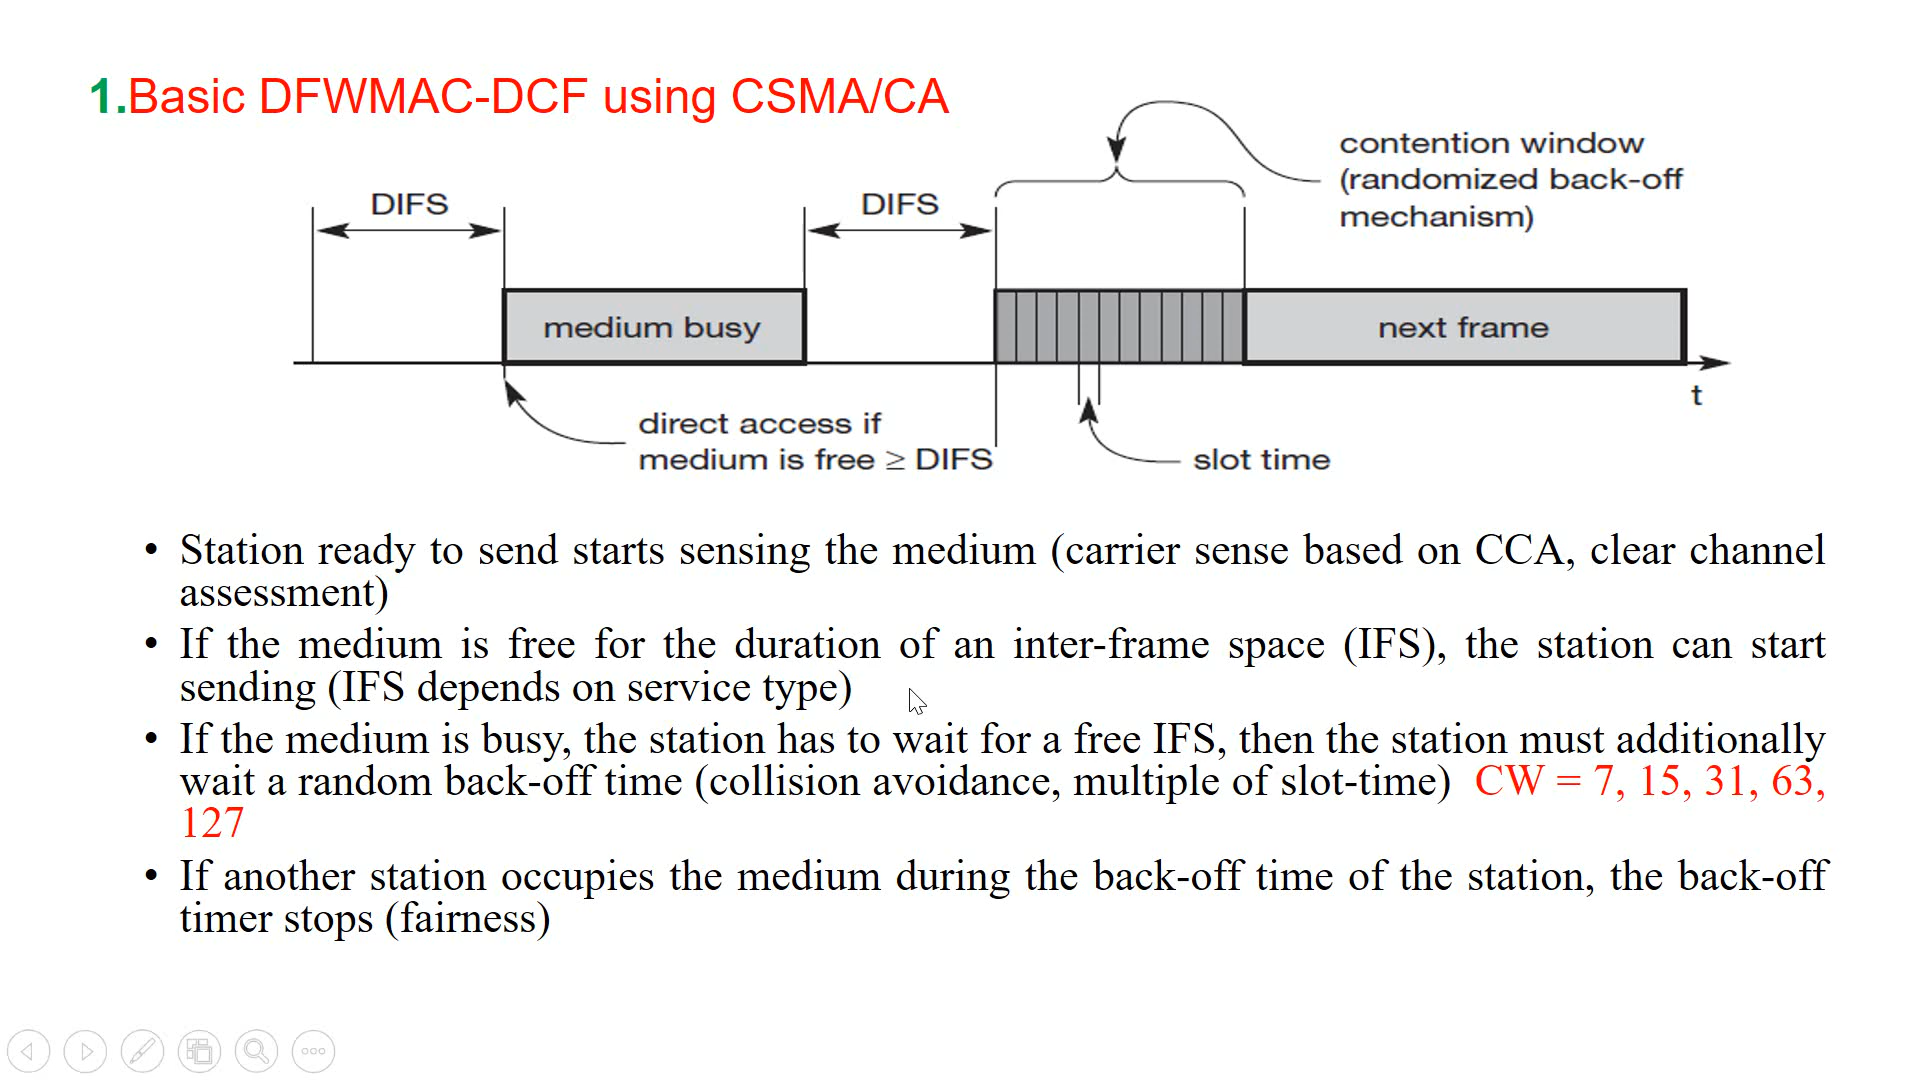 1.Basic DFWMAC-DCF using CSMA/CA
contention window
(randomized back-off
mechanism)
DIFS
DIFS
medium busy
next frame
t
direct access if
medium is free ≥ DIFS
slot time
• Station ready to send starts sensing the medium (carrier sense based on CCA, clear channel
assessment)
• If the medium is free for the duration of an inter-frame space (IFS), the station can start
sending (IFS depends on service type)
• If the medium is busy, the station has to wait for a free IFS, then the station must additionally
wait a random back-off time (collision avoidance, multiple of slot-time) CW = 7, 15, 31, 63,
127
• If another station occupies the medium during the back-off time of the station, the back-off
timer stops (fairness)